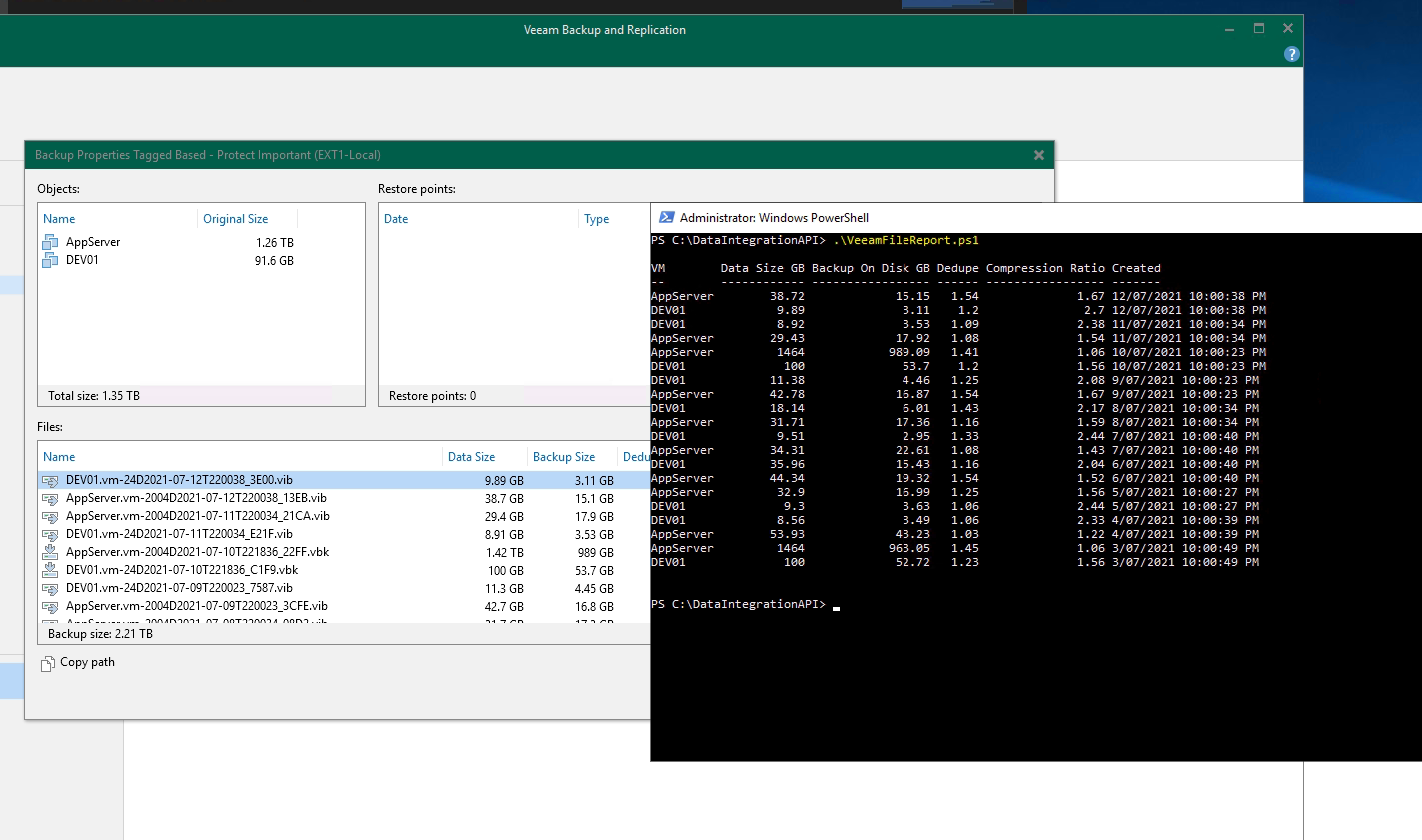 Veeam Backup and Replication
?
Backup Properties Tagged Based - Protect Important (EXT1-Local)
Objects:
Name Original Size
AppServer 1.26 TB
DEV01 91.6 GB
Total size: 1.35 TB
Restore points:
Date Type
Restore points: 0
Files:
Name Data Size Backup Size Dedu
DEV01.vm-24D2021-07-12T220038_3E00.vib 9.89 GB 3.11 GB
AppServer.vm-2004D2021-07-12T220038_13EB.vib 38.7 GB 15.1 GB
AppServer.vm-2004D2021-07-11T220034_21CA.vib 29.4 GB 17.9 GB
DEV01.vm-24D2021-07-11T220034_E21F.vib 8.91 GB 3.53 GB
AppServer.vm-2004D2021-07-10T221836_22FF.vbk 1.42 TB 989 GB
DEV01.vm-24D2021-07-10T221836_C1F9.vbk 100 GB 53.7 GB
DEV01.vm-24D2021-07-09T220023_7587.vib 11.3 GB 4.45 GB
AppServer.vm-2004D2021-07-09T220023_3CFE.vib 42.7 GB 16.8 GB
Backup size: 2.21 TB
Copy path
Administrator: Windows PowerShell
PS C:\DataIntegrationAPI> .\VeeamFileReport.ps1
VM Data Size GB Backup On Disk GB Dedupe Compression Ratio Created
-- ------------ ----------------- ------ ----------------- -------
AppServer 38.72 15.15 1.54 1.67 12/07/2021 10:00:38 PM
DEV01 9.89 3.11 1.2 2.7 12/07/2021 10:00:38 PM
DEV01 8.92 3.53 1.09 2.38 11/07/2021 10:00:34 PM
AppServer 29.43 17.92 1.08 1.54 11/07/2021 10:00:34 PM
AppServer 1464 989.09 1.41 1.06 10/07/2021 10:00:23 PM
DEV01 100 53.7 1.2 1.56 10/07/2021 10:00:23 PM
DEV01 11.38 4.46 1.25 2.08 9/07/2021 10:00:23 PM
AppServer 42.78 16.87 1.54 1.67 9/07/2021 10:00:23 PM
DEV01 18.14 6.01 1.43 2.17 8/07/2021 10:00:34 PM
AppServer 31.71 17.36 1.16 1.59 8/07/2021 10:00:34 PM
DEV01 9.51 2.95 1.33 2.44 7/07/2021 10:00:40 PM
AppServer 34.31 22.61 1.08 1.43 7/07/2021 10:00:40 PM
DEV01 35.96 15.43 1.16 2.04 6/07/2021 10:00:40 PM
AppServer 44.34 19.32 1.54 1.52 6/07/2021 10:00:40 PM
AppServer 32.9 16.99 1.25 1.56 5/07/2021 10:00:27 PM
DEV01 9.3 3.63 1.06 2.44 5/07/2021 10:00:27 PM
DEV01 8.56 3.49 1.06 2.33 4/07/2021 10:00:39 PM
AppServer 53.93 43.23 1.03 1.22 4/07/2021 10:00:39 PM
AppServer 1464 963.05 1.45 1.06 3/07/2021 10:00:49 PM
DEV01 100 52.72 1.23 1.56 3/07/2021 10:00:49 PM
PS C:\DataIntegrationAPI>